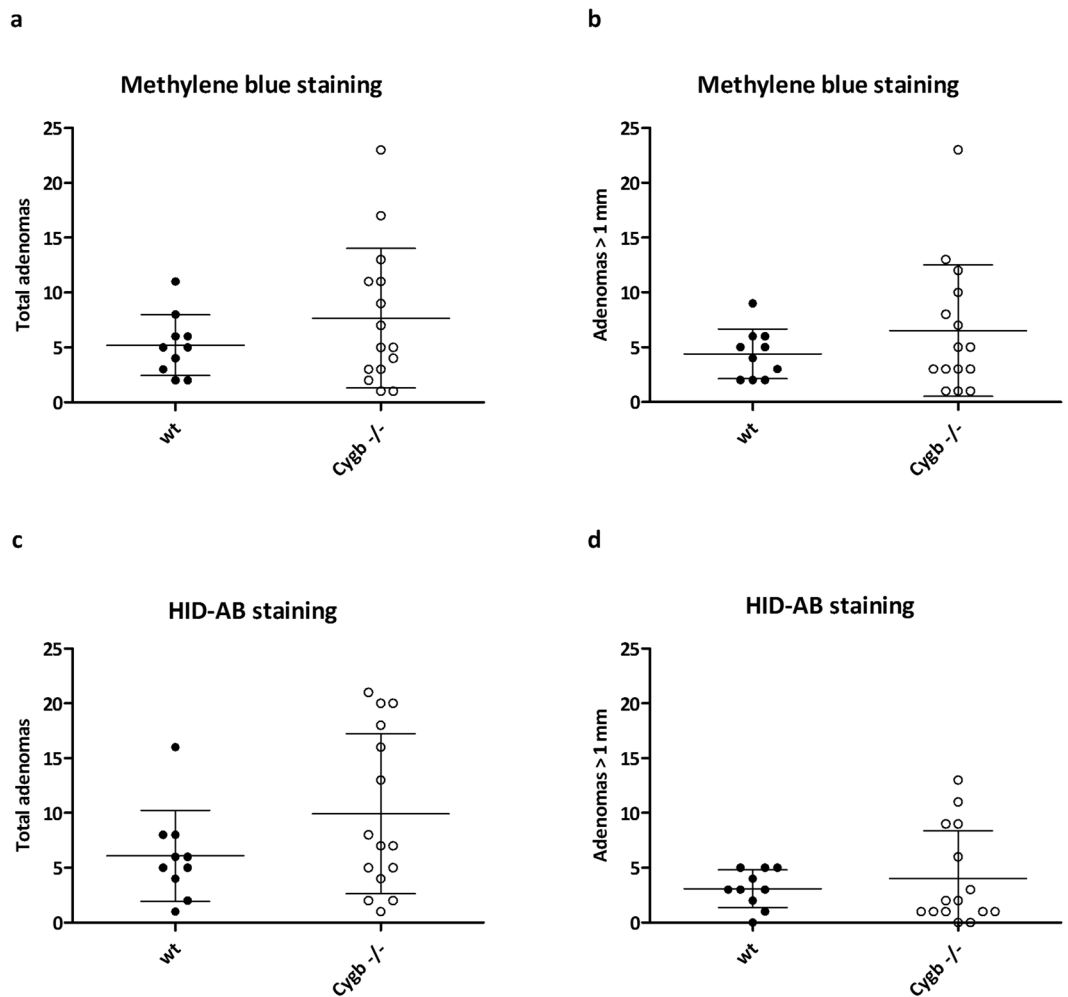 a
Methylene blue staining
Total adenomas
25
20
15
10
5
0
wt
Cygb -/-
b
Methylene blue staining
Adenomas > 1 mm
25
20
15
10
5
0
wt
Cygb -/-
c
HID-AB staining
Total adenomas
25
20
15
10
5
0
wt
Cygb -/-
d
HID-AB staining
Adenomas > 1 mm
25
20
15
10
5
0
wt
Cygb -/-